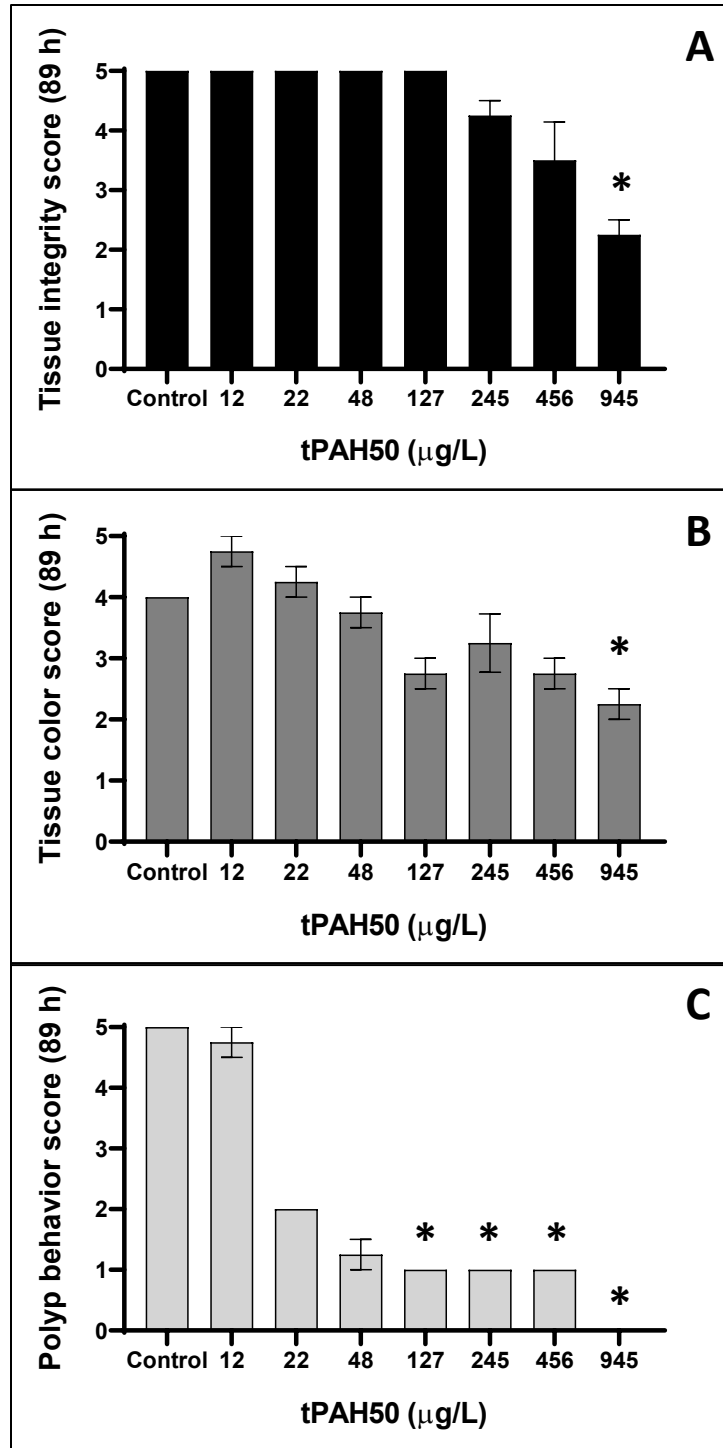 A
Tissue integrity score (89 h)
5
4
3
2
1
0
*
Control 12 22 48 127 245 456 945
tPAH50 (μg/L)
B
Tissue color score (89 h)
5
4
3
2
1
0
*
Control 12 22 48 127 245 456 945
tPAH50 (μg/L)
C
Polyp behavior score (89 h)
5
4
3
2
1
0
* * *
*
Control 12 22 48 127 245 456 945
tPAH50 (μg/L)